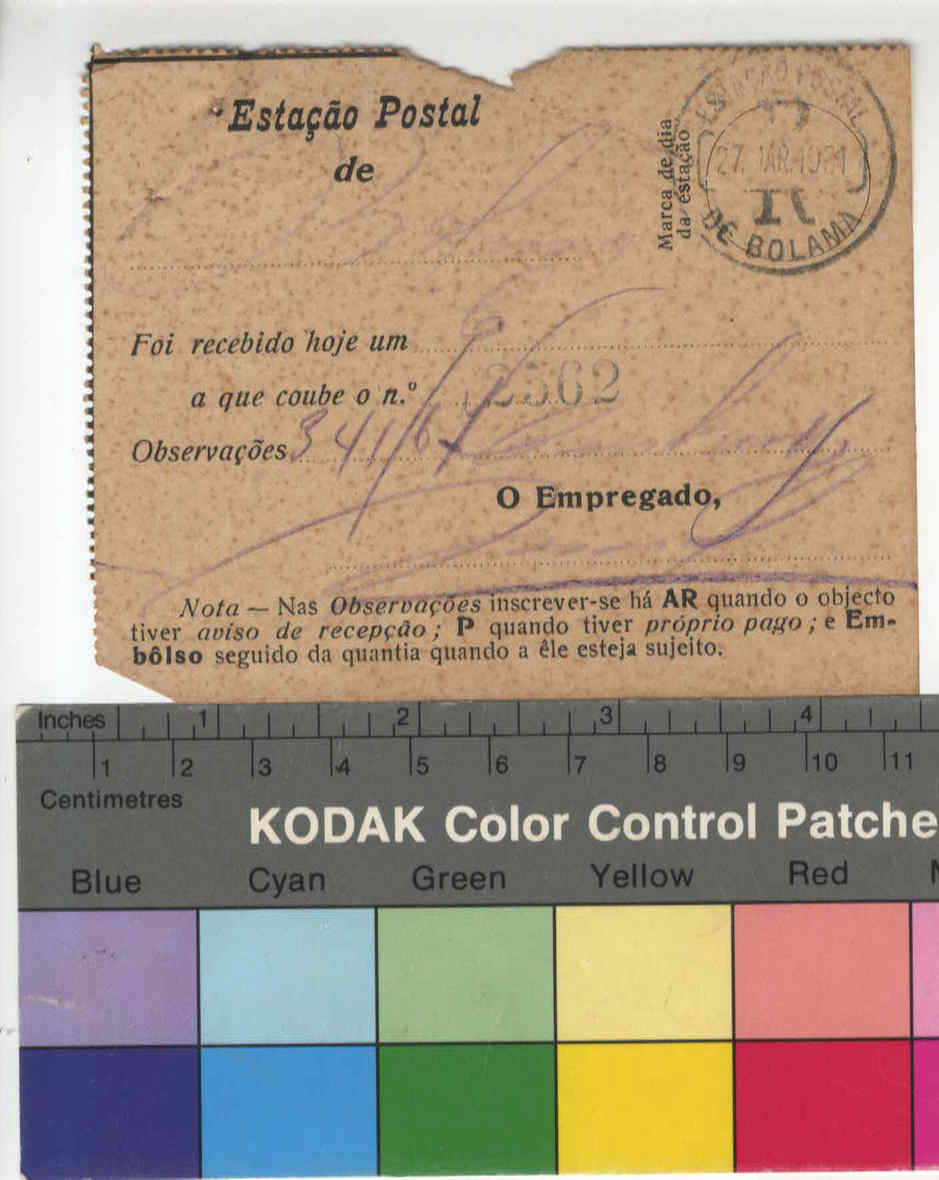 Estação Postal
de
Marca de dia
da estação
ESTAÇÃO POSTAL
27. MAR. 1931
DE BOLAMA
Foi recebido hoje um
a que coube o n.º 2562
Observações 341/
O Empregado,
Nota — Nas Observações inscrever-se há AR quando o objecto
tiver aviso de recepção; P quando tiver próprio pago; e Em-
bôlso seguido da quantia quando a êle esteja sujeito.
Inches 1 2 3 4
1 2 3 4 5 6 7 8 9 10 11
Centimetres
KODAK Color Control Patche
Blue Cyan Green Yellow Red